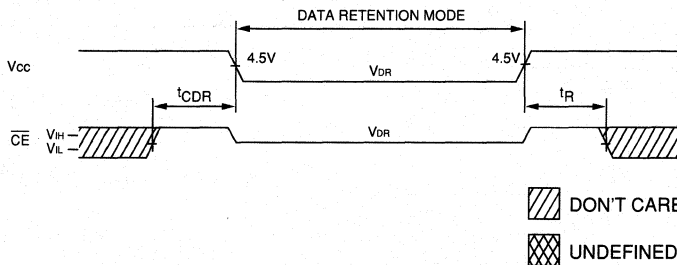 DATA RETENTION MODE
Vcc
4.5V
VDR
4.5V
tCDR
tR
CE
VIH
VIL
VDR
DON'T CARE
UNDEFINED